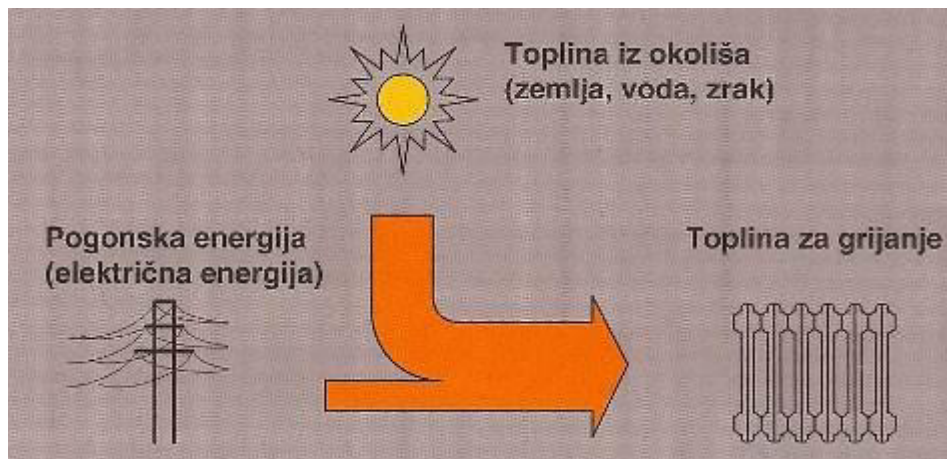 Toplina iz okoliša
(zemlja, voda, zrak)
Pogonska energija
(električna energija)
Toplina za grijanje